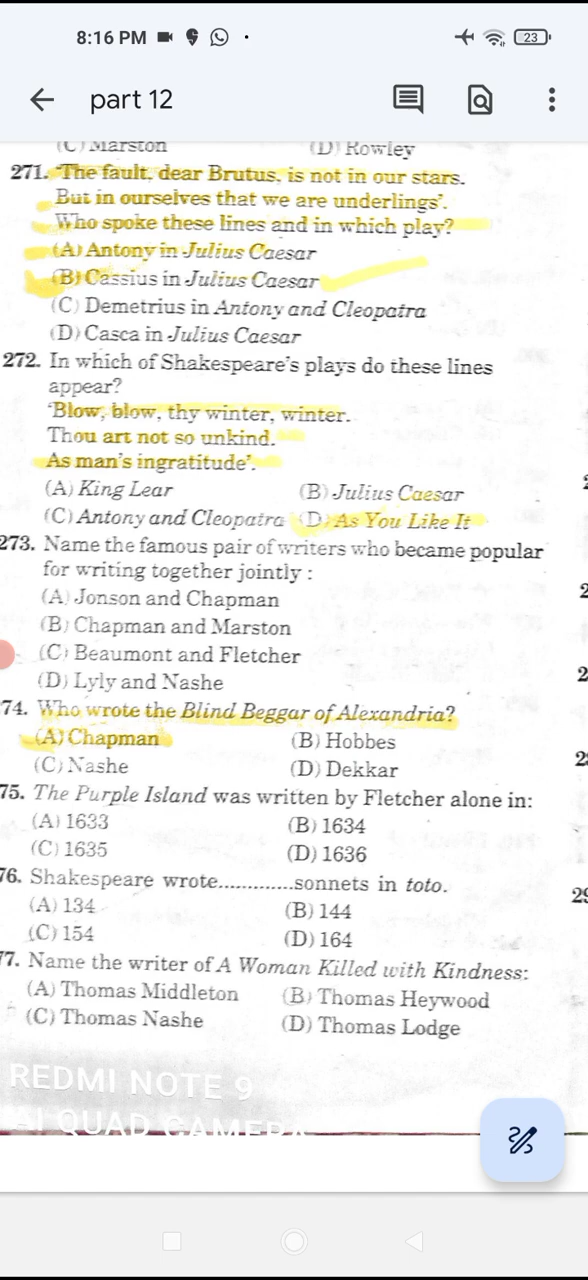 8:16 PM
23
part 12
(C) Marston (D) Rowley
271. 'The fault, dear Brutus, is not in our stars.
But in ourselves that we are underlings'.
Who spoke these lines and in which play?
(A) Antony in Julius Caesar
(B) Cassius in Julius Caesar
(C) Demetrius in Antony and Cleopatra
(D) Casca in Julius Caesar
272. In which of Shakespeare's plays do these lines
appear?
'Blow, blow, thy winter, winter.
Thou art not so unkind.
As man's ingratitude'.
(A) King Lear (B) Julius Caesar
(C) Antony and Cleopatra (D) As You Like It
273. Name the famous pair of writers who became popular
for writing together jointly :
(A) Jonson and Chapman
(B) Chapman and Marston
(C) Beaumont and Fletcher
(D) Lyly and Nashe
74. Who wrote the Blind Beggar of Alexandria?
(A) Chapman (B) Hobbes
(C) Nashe (D) Dekkar
75. The Purple Island was written by Fletcher alone in:
(A) 1633 (B) 1634
(C) 1635 (D) 1636
76. Shakespeare wrote.............sonnets in toto.
(A) 134 (B) 144
(C) 154 (D) 164
77. Name the writer of A Woman Killed with Kindness:
(A) Thomas Middleton (B) Thomas Heywood
(C) Thomas Nashe (D) Thomas Lodge
REDMI NOTE 9
AI QUAD CAMERA